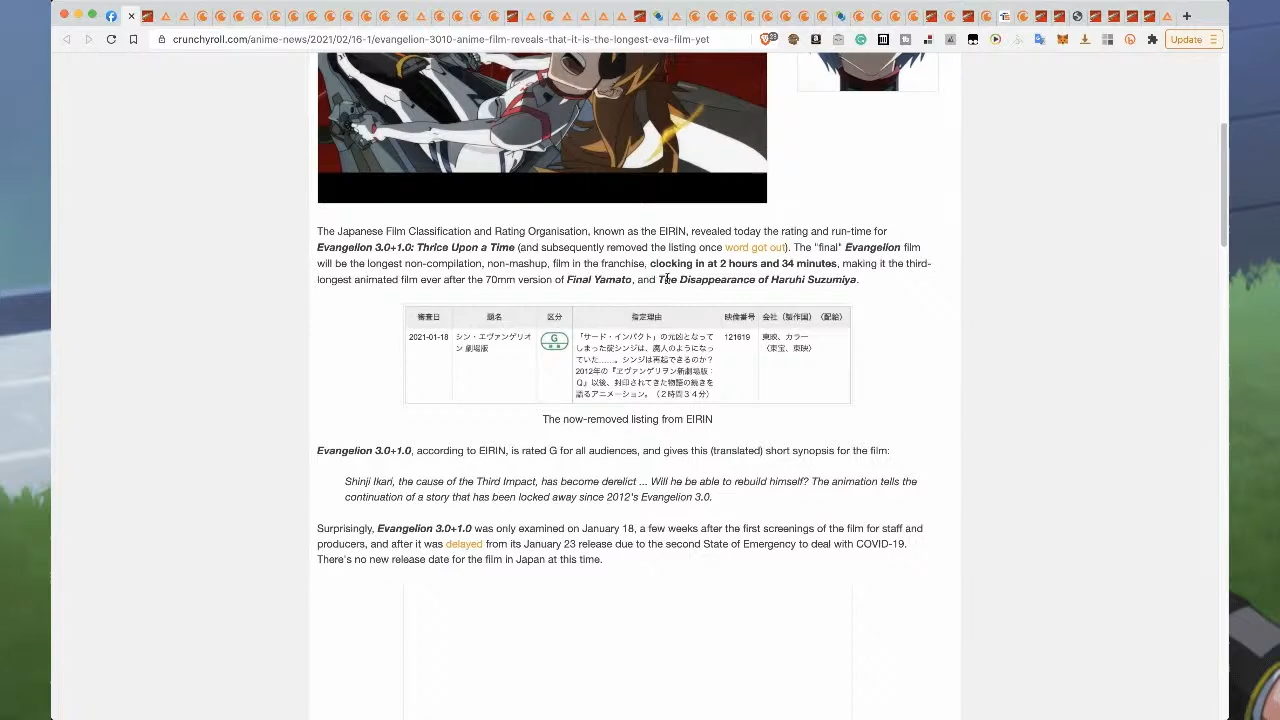 crunchyroll.com/anime-news/2021/02/16-1/evangelion-3010-anime-film-reveals-that-it-is-the-longest-eva-film-yet
Update
The Japanese Film Classification and Rating Organisation, known as the EIRIN, revealed today the rating and run-time for
Evangelion 3.0+1.0: Thrice Upon a Time (and subsequently removed the listing once word got out). The "final" Evangelion film
will be the longest non-compilation, non-mashup, film in the franchise, clocking in at 2 hours and 34 minutes, making it the third-
longest animated film ever after the 70mm version of Final Yamato, and The Disappearance of Haruhi Suzumiya.
審査日 題名 区分 指定理由 映像番号 会社（製作国）〈配給〉
2021-01-18 シン・エヴァンゲリオ G 「サード・インパクト」の元凶となって 121619 東映、カラー
ン 劇場版 しまった碇シンジは、廃人のようになっ 〈東宝、東映〉
ていた……。シンジは再起できるのか？
2012年の『ヱヴァンゲリヲン新劇場版：
Q』以後、封印されてきた物語の続きを
語るアニメーション。（２時間３４分）
The now-removed listing from EIRIN
Evangelion 3.0+1.0, according to EIRIN, is rated G for all audiences, and gives this (translated) short synopsis for the film:
Shinji Ikari, the cause of the Third Impact, has become derelict ... Will he be able to rebuild himself? The animation tells the
continuation of a story that has been locked away since 2012's Evangelion 3.0.
Surprisingly, Evangelion 3.0+1.0 was only examined on January 18, a few weeks after the first screenings of the film for staff and
producers, and after it was delayed from its January 23 release due to the second State of Emergency to deal with COVID-19.
There's no new release date for the film in Japan at this time.